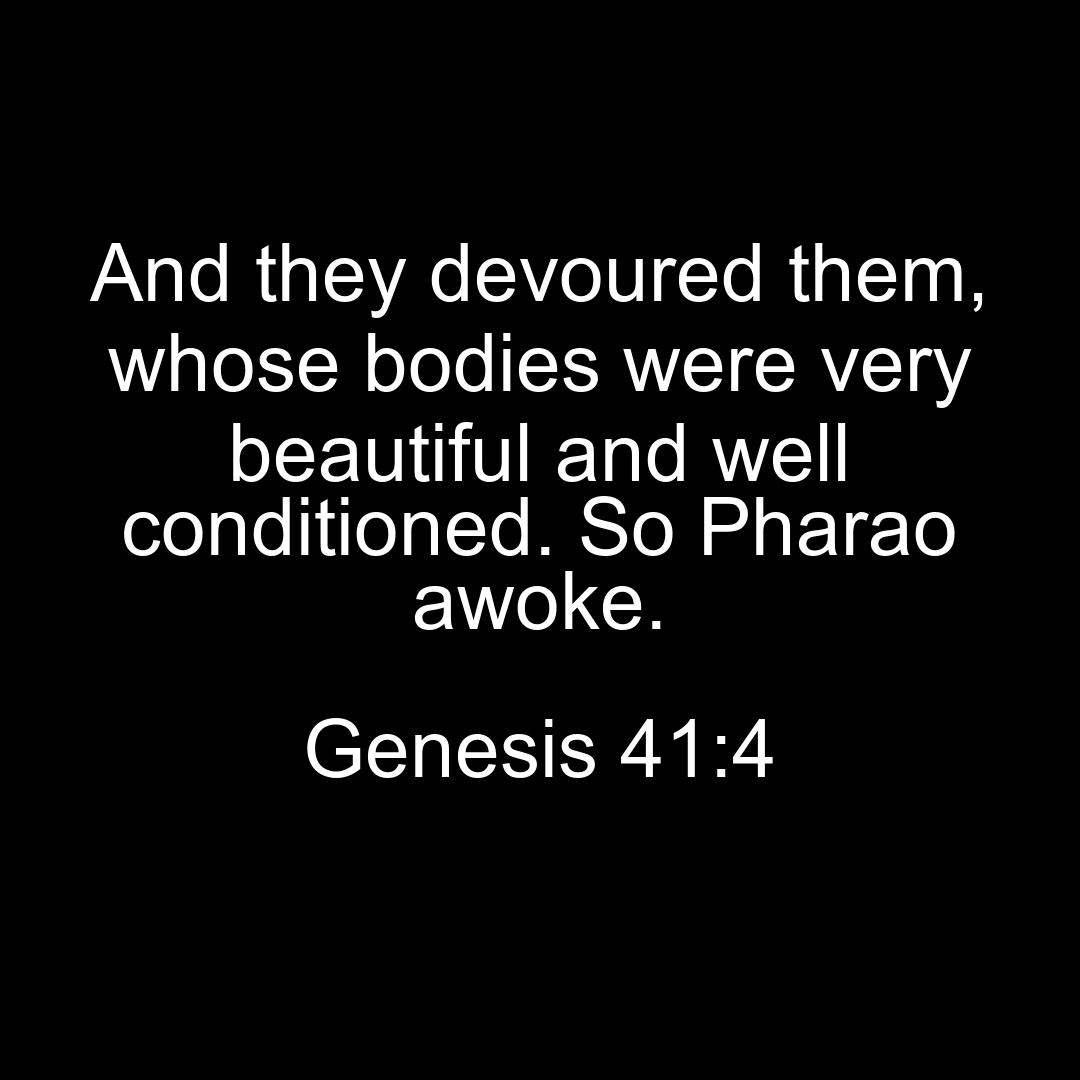 And they devoured them,
whose bodies were very
beautiful and well
conditioned. So Pharao
awoke.
Genesis 41:4